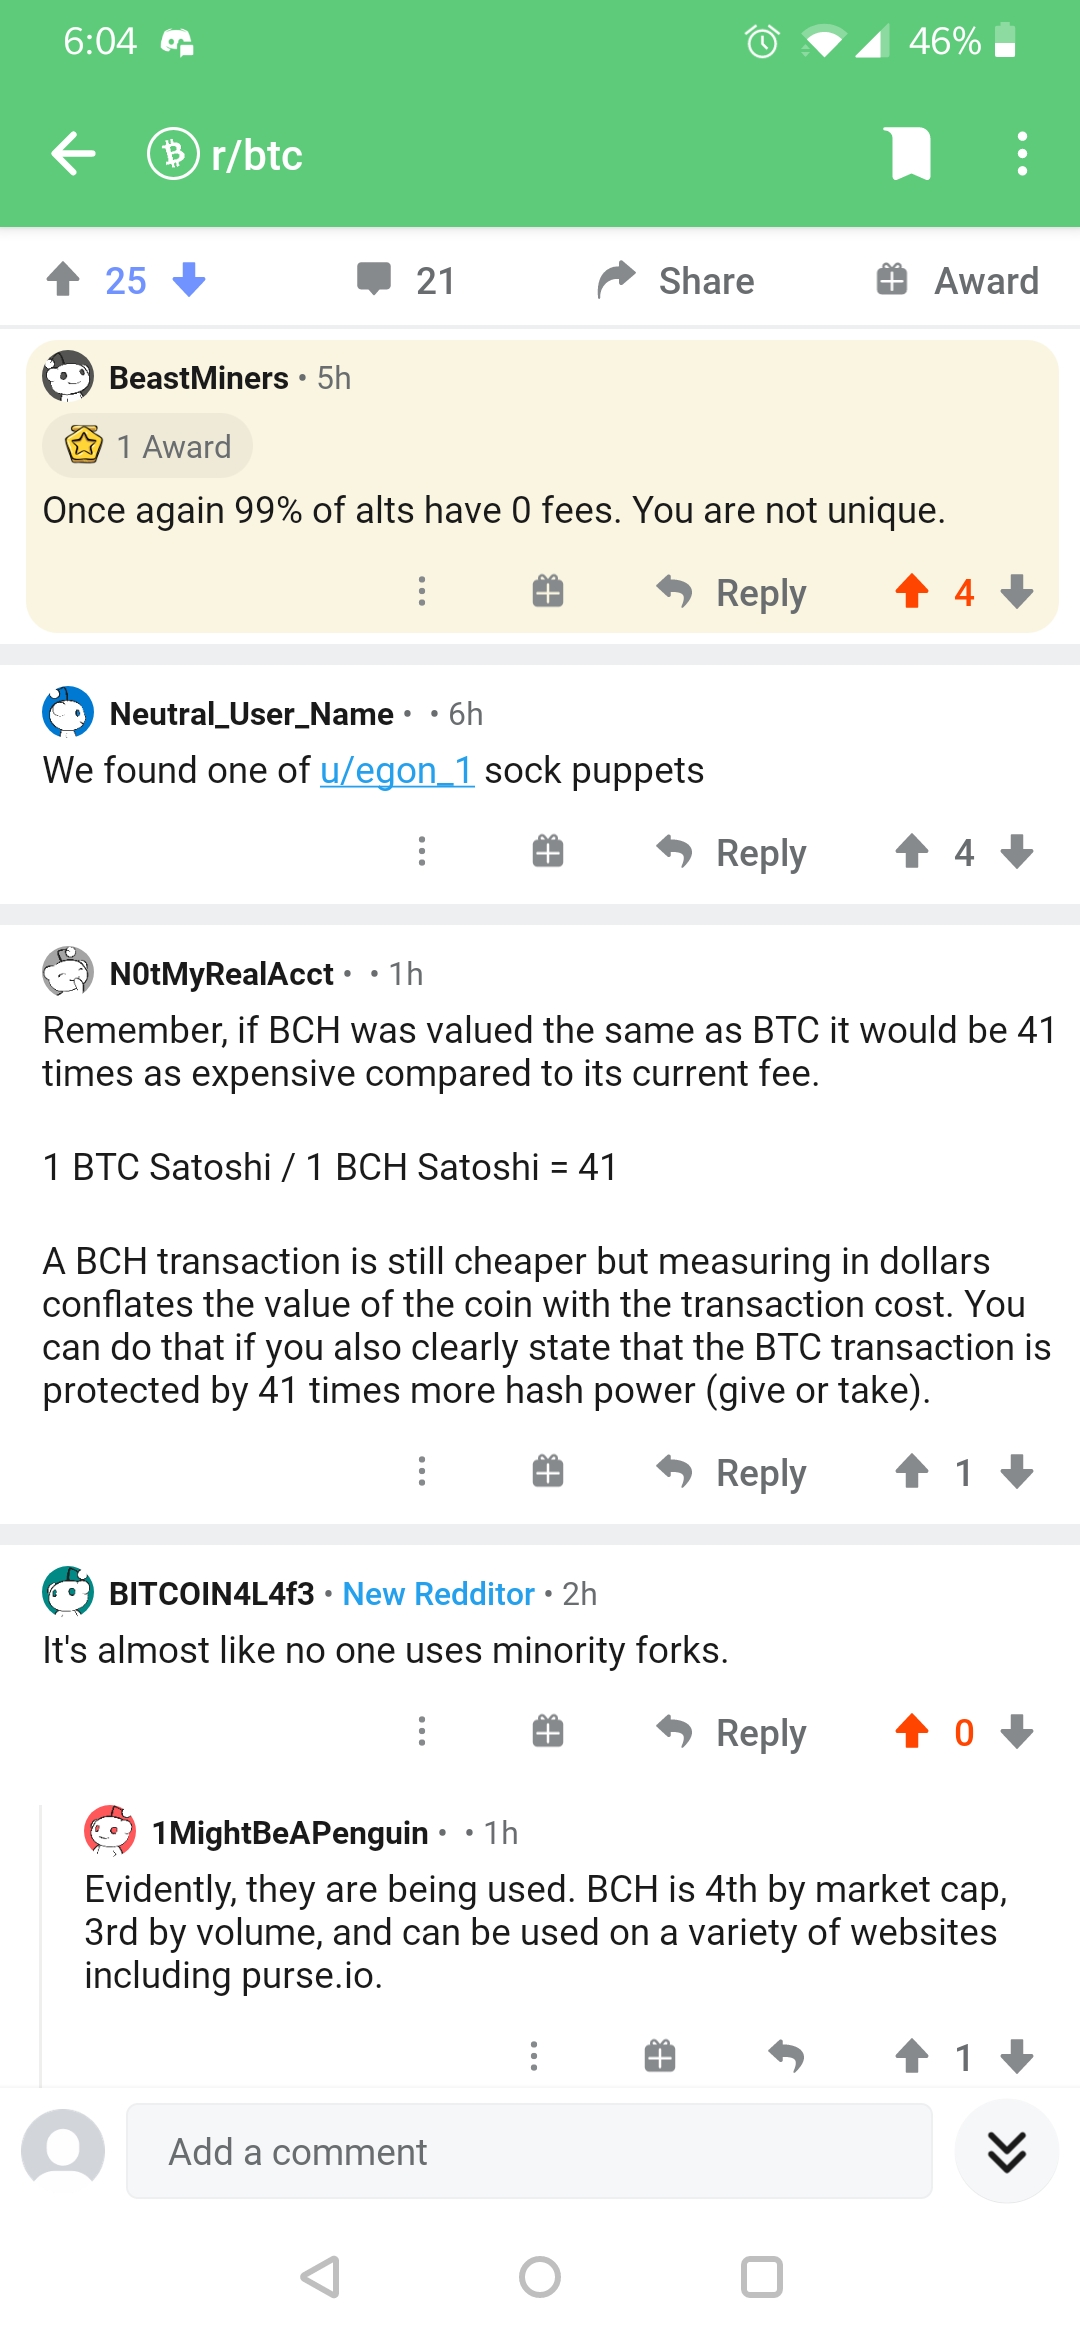 6:04
46%
r/btc
25
21
Share
Award
BeastMiners • 5h
1 Award
Once again 99% of alts have 0 fees. You are not unique.
Reply
4
Neutral_User_Name • • 6h
We found one of u/egon_1 sock puppets
Reply
4
N0tMyRealAcct • • 1h
Remember, if BCH was valued the same as BTC it would be 41
times as expensive compared to its current fee.
1 BTC Satoshi / 1 BCH Satoshi = 41
A BCH transaction is still cheaper but measuring in dollars
conflates the value of the coin with the transaction cost. You
can do that if you also clearly state that the BTC transaction is
protected by 41 times more hash power (give or take).
Reply
1
BITCOIN4L4f3 • New Redditor • 2h
It's almost like no one uses minority forks.
Reply
0
1MightBeAPenguin • • 1h
Evidently, they are being used. BCH is 4th by market cap,
3rd by volume, and can be used on a variety of websites
including purse.io.
1
Add a comment